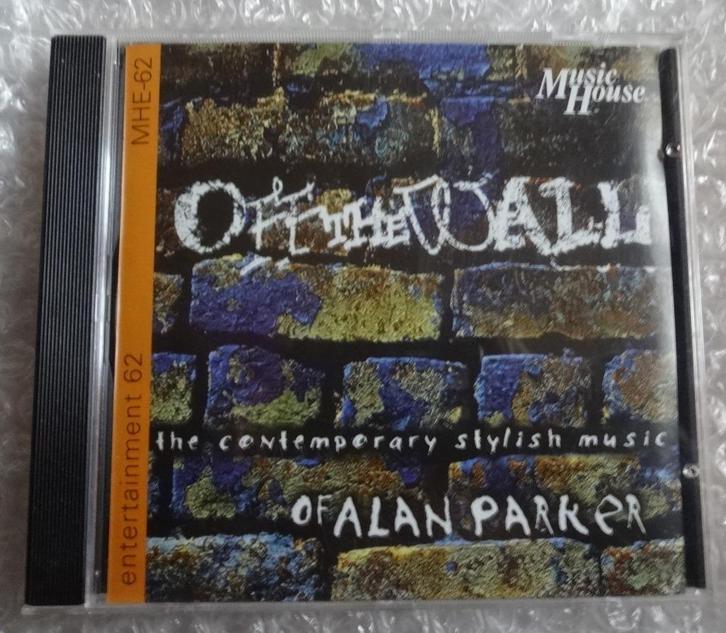 Music
House
MHE-62
OFF THE WALL
entertainment 62
the contemporary stylish music
OF ALAN PARKER